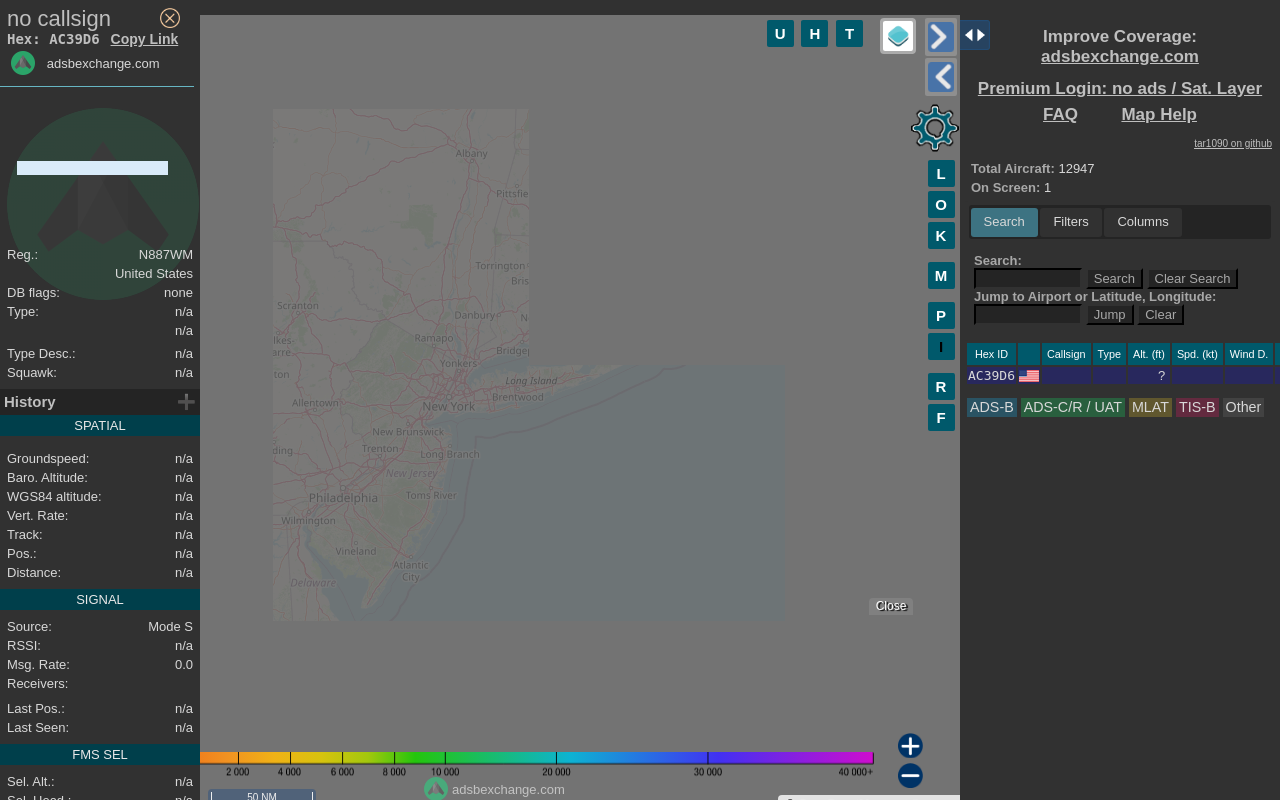 no callsign
Hex: AC39D6 Copy Link
adsbexchange.com
Reg.: N887WM
United States
DB flags: none
Type: n/a
n/a
Type Desc.: n/a
Squawk: n/a
History
SPATIAL
Groundspeed: n/a
Baro. Altitude: n/a
WGS84 altitude: n/a
Vert. Rate: n/a
Track: n/a
Pos.: n/a
Distance: n/a
SIGNAL
Source: Mode S
RSSI: n/a
Msg. Rate: 0.0
Receivers:
Last Pos.: n/a
Last Seen: n/a
FMS SEL
Sel. Alt.: n/a
U H T
L
O
K
M
P
I
R
F
Albany
Pittsfie
Torrington
Bris
Scranton
Danbury
N
Ramapo
lkes-
arre
Bridge
Yonkers
ton
Long Island
Allentown
Brentwood
New York
New Brunswick
ding
Trenton
Long Branch
New Jersey
Philadelphia
Toms River
Wilmington
Vineland
Atlantic
City
Delaware
Close
2 000 4 000 6 000 8 000 10 000 20 000 30 000 40 000+
adsbexchange.com
50 NM
Improve Coverage:
adsbexchange.com
Premium Login: no ads / Sat. Layer
FAQ Map Help
tar1090 on github
Total Aircraft: 12947
On Screen: 1
Search Filters Columns
Search:
Search Clear Search
Jump to Airport or Latitude, Longitude:
Jump Clear
Hex ID Callsign Type Alt. (ft) Spd. (kt) Wind D.
AC39D6 ?
ADS-B ADS-C/R / UAT MLAT TIS-B Other